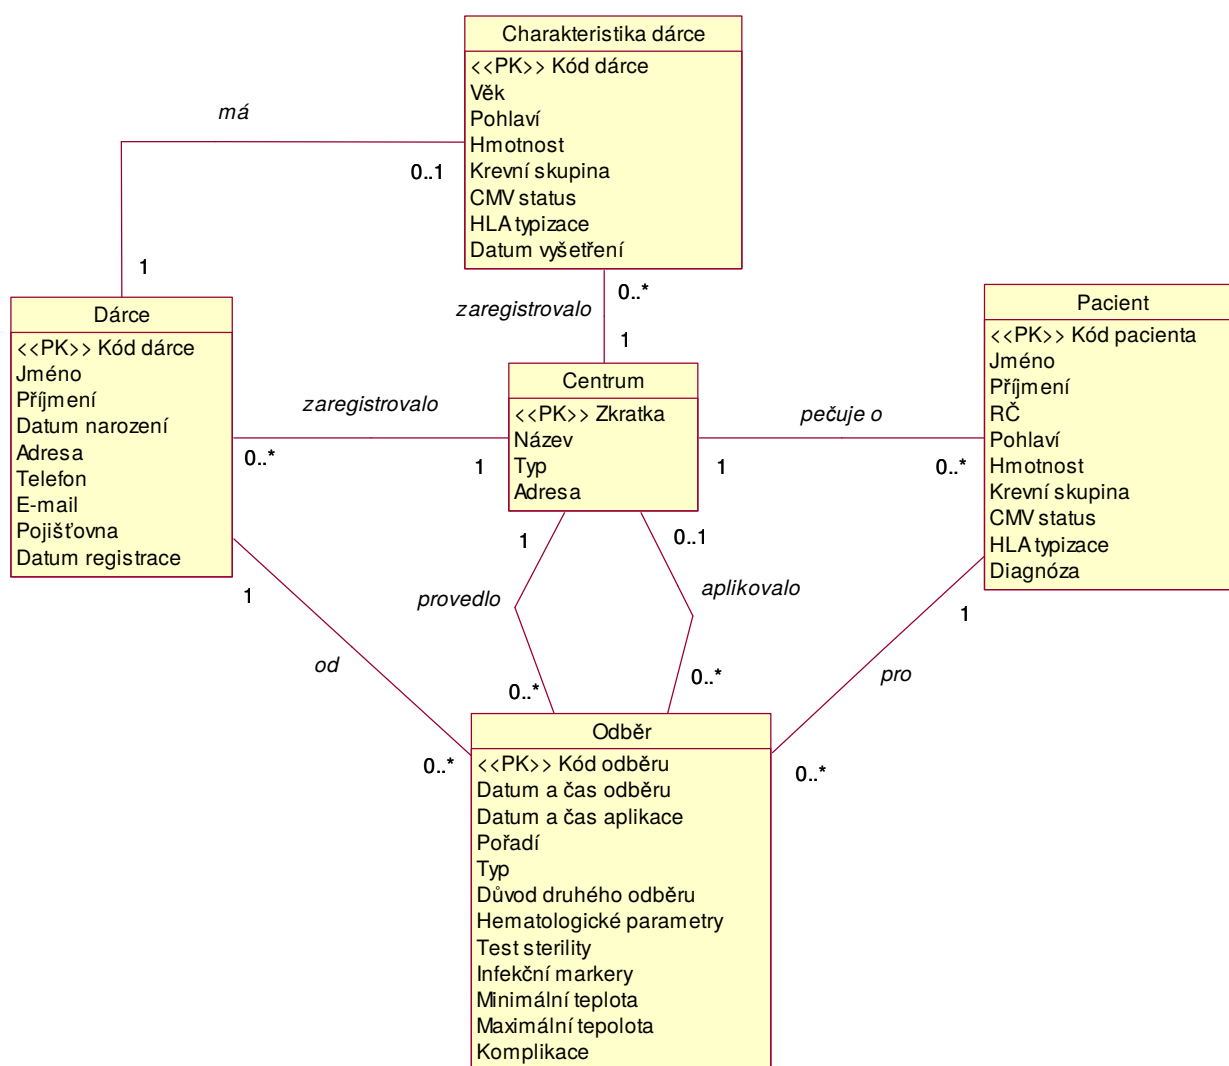 Charakteristika dárce
<<PK>> Kód dárce
Věk
Pohlaví
Hmotnost
Krevní skupina
CMV status
HLA typizace
Datum vyšetření
má
0..1
1
zaregistrovalo
0..*
1
Dárce
<<PK>> Kód dárce
Jméno
Příjmení
Datum narození
Adresa
Telefon
E-mail
Pojišťovna
Datum registrace
zaregistrovalo
0..*
1
Centrum
<<PK>> Zkratka
Název
Typ
Adresa
pečuje o
1
0..*
Pacient
<<PK>> Kód pacienta
Jméno
Příjmení
RČ
Pohlaví
Hmotnost
Krevní skupina
CMV status
HLA typizace
Diagnóza
1
od
0..*
1
provedlo
0..*
0..1
aplikovalo
0..*
1
pro
0..*
Odběr
<<PK>> Kód odběru
Datum a čas odběru
Datum a čas aplikace
Pořadí
Typ
Důvod druhého odběru
Hematologické parametry
Test sterility
Infekční markery
Minimální teplota
Maximální tepolota
Komplikace